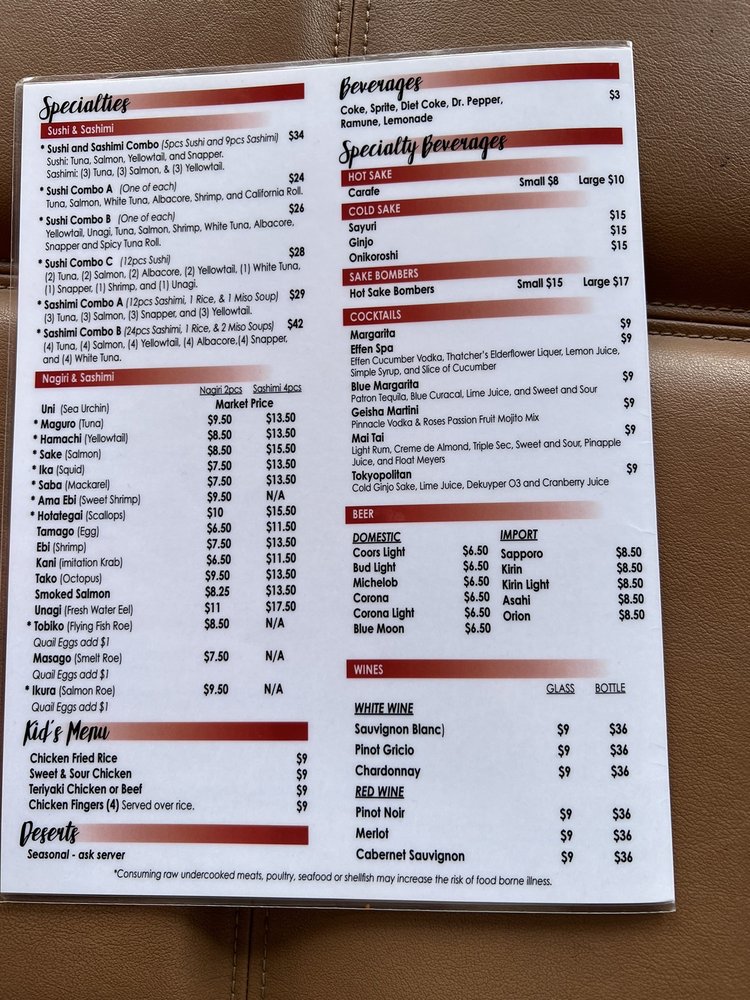 Specialties
Sushi & Sashimi
* Sushi and Sashimi Combo (5pcs Sushi and 9pcs Sashimi) $34
Sushi: Tuna, Salmon, Yellowtail, and Snapper.
Sashimi: (3) Tuna, (3) Salmon, & (3) Yellowtail.
* Sushi Combo A (One of each) $24
Tuna, Salmon, White Tuna, Albacore, Shrimp, and California Roll.
* Sushi Combo B (One of each) $26
Yellowtail, Unagi, Tuna, Salmon, Shrimp, White Tuna, Albacore,
Snapper and Spicy Tuna Roll.
* Sushi Combo C (12pcs Sushi) $28
(2) Tuna, (2) Salmon, (2) Albacore, (2) Yellowtail, (1) White Tuna,
(1) Snapper, (1) Shrimp, and (1) Unagi.
* Sashimi Combo A (12pcs Sashimi, 1 Rice, & 1 Miso Soup) $29
(3) Tuna, (3) Salmon, (3) Snapper, and (3) Yellowtail.
* Sashimi Combo B (24pcs Sashimi, 1 Rice, & 2 Miso Soups) $42
(4) Tuna, (4) Salmon, (4) Yellowtail, (4) Albacore,(4) Snapper,
and (4) White Tuna.
Nagiri & Sashimi
Nagiri 2pcs Sashimi 4pcs
Uni (Sea Urchin) Market Price
* Maguro (Tuna) $9.50 $13.50
* Hamachi (Yellowtail) $8.50 $13.50
* Sake (Salmon) $8.50 $15.50
* Ika (Squid) $7.50 $13.50
* Saba (Mackarel) $7.50 $13.50
* Ama Ebi (Sweet Shrimp) $9.50 N/A
* Hotategai (Scallops) $10 $15.50
Tamago (Egg) $6.50 $11.50
Ebi (Shrimp) $7.50 $13.50
Kani (imitation Krab) $6.50 $11.50
Tako (Octopus) $9.50 $13.50
Smoked Salmon $8.25 $13.50
Unagi (Fresh Water Eel) $11 $17.50
* Tobiko (Flying Fish Roe) $8.50 N/A
Quail Eggs add $1
Masago (Smelt Roe) $7.50 N/A
Quail Eggs add $1
* Ikura (Salmon Roe) $9.50 N/A
Quail Eggs add $1
Kid's Menu
Chicken Fried Rice $9
Sweet & Sour Chicken $9
Teriyaki Chicken or Beef $9
Chicken Fingers (4) Served over rice. $9
Deserts
Seasonal - ask server
Beverages
Coke, Sprite, Diet Coke, Dr. Pepper, $3
Ramune, Lemonade
Specialty Beverages
HOT SAKE
Carafe Small $8 Large $10
COLD SAKE
Sayuri $15
Ginjo $15
Onikoroshi $15
SAKE BOMBERS
Hot Sake Bombers Small $15 Large $17
COCKTAILS
Margarita $9
Effen Spa $9
Effen Cucumber Vodka, Thatcher's Elderflower Liquer, Lemon Juice,
Simple Syrup, and Slice of Cucumber
Blue Margarita $9
Patron Tequila, Blue Curacal, Lime Juice, and Sweet and Sour
Geisha Martini $9
Pinnacle Vodka & Roses Passion Fruit Mojito Mix
Mai Tai $9
Light Rum, Creme de Almond, Triple Sec, Sweet and Sour, Pinapple
Juice, and Float Meyers
Tokyopolitan $9
Cold Ginjo Sake, Lime Juice, Dekuyper O3 and Cranberry Juice
BEER
DOMESTIC IMPORT
Coors Light $6.50 Sapporo $8.50
Bud Light $6.50 Kirin $8.50
Michelob $6.50 Kirin Light $8.50
Corona $6.50 Asahi $8.50
Corona Light $6.50 Orion $8.50
Blue Moon $6.50
WINES
GLASS BOTTLE
WHITE WINE
Sauvignon Blanc) $9 $36
Pinot Gricio $9 $36
Chardonnay $9 $36
RED WINE
Pinot Noir $9 $36
Merlot $9 $36
Cabernet Sauvignon $9 $36
*Consuming raw undercooked meats, poultry, seafood or shellfish may increase the risk of food borne illness.